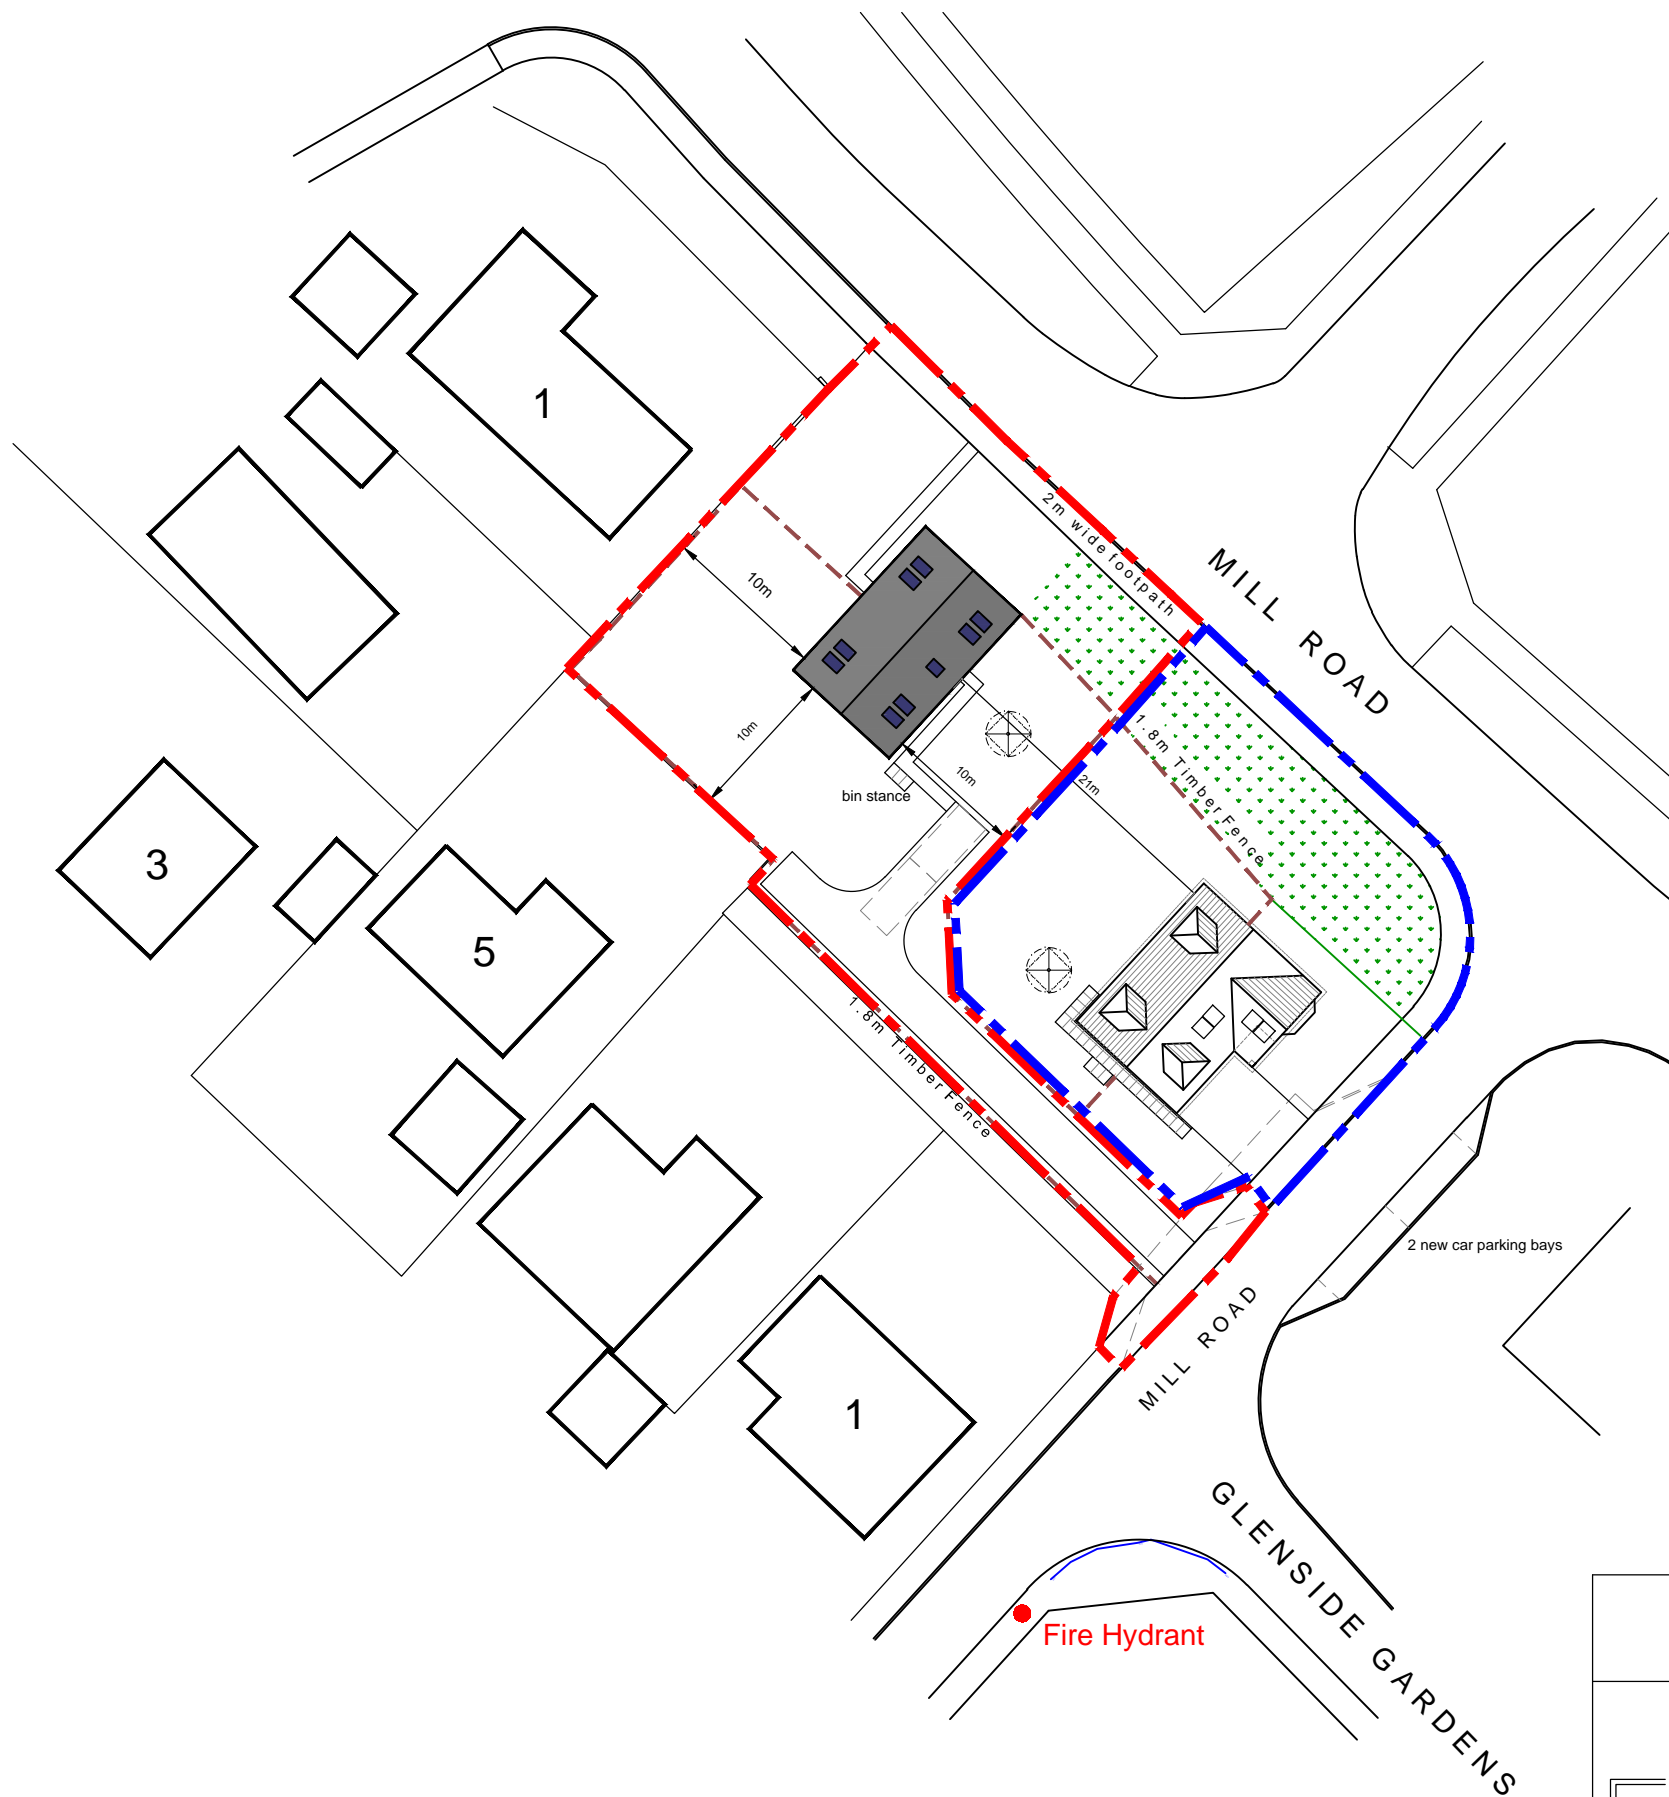 1
2m wide footpath
MILL ROAD
10m
10m
1.8m Timber Fence
10m
21m
bin stance
3
5
1.8m Timber Fence
2 new car parking bays
MILL ROAD
1
GLENSIDE GARDENS
Fire Hydrant